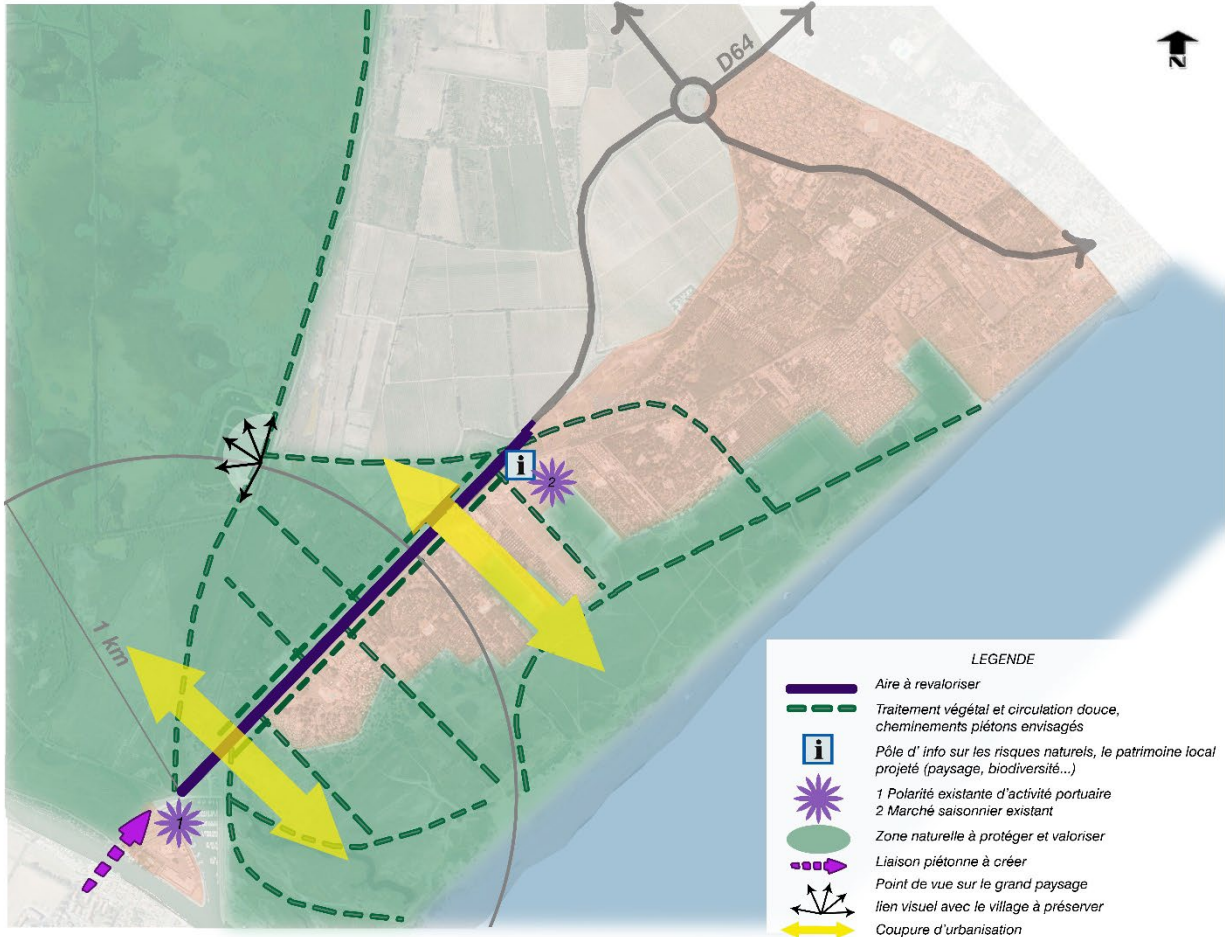 D64
N
i
2
1 km
1
LEGENDE
Aire à revaloriser
Traitement végétal et circulation douce,
cheminements piétons envisagés
i
Pôle d' info sur les risques naturels, le patrimoine local
projeté (paysage, biodiversité...)
1 Polarité existante d'activité portuaire
2 Marché saisonnier existant
Zone naturelle à protéger et valoriser
Liaison piétonne à créer
Point de vue sur le grand paysage
lien visuel avec le village à préserver
Coupure d'urbanisation